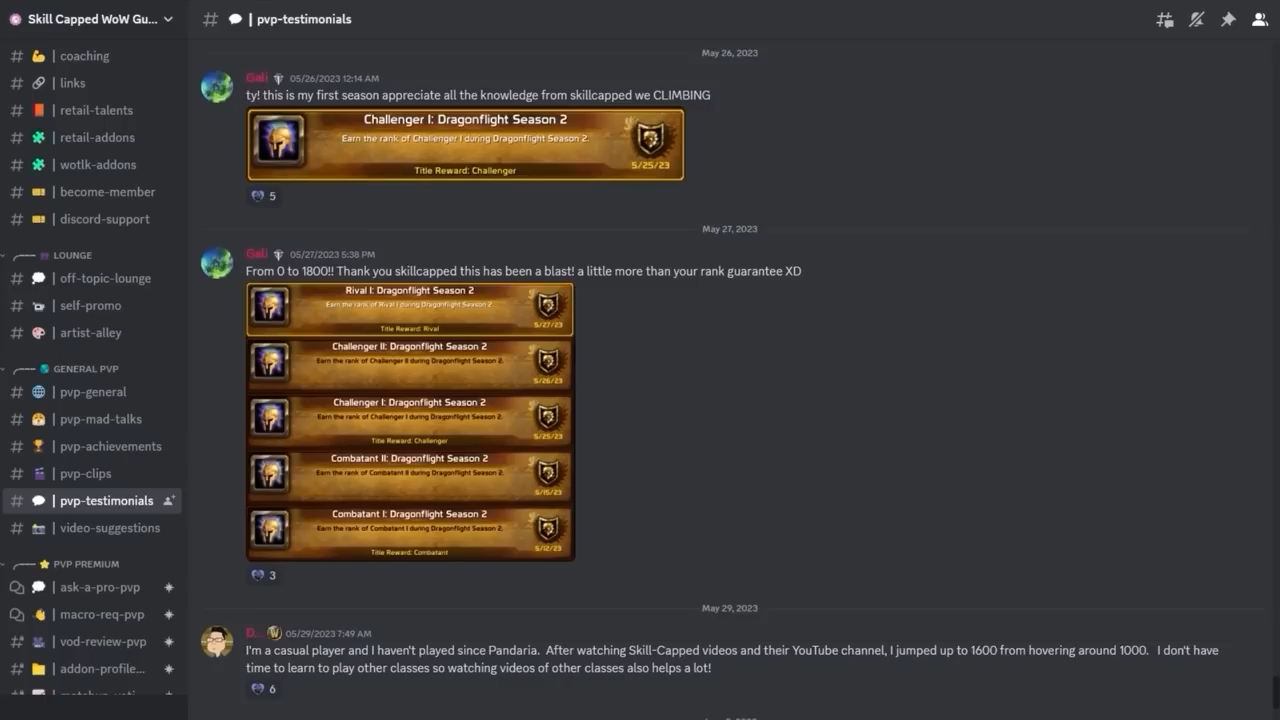 Skill Capped WoW Gu...
# | pvp-testimonials
# | coaching
# | links
# | retail-talents
# | retail-addons
# | wotlk-addons
# | become-member
# | discord-support
LOUNGE
# | off-topic-lounge
# | self-promo
# | artist-alley
GENERAL PVP
# | pvp-general
# | pvp-mad-talks
# | pvp-achievements
# | pvp-clips
# | pvp-testimonials
# | video-suggestions
PVP PREMIUM
| ask-a-pro-pvp
| macro-req-pvp
# | vod-review-pvp
# | addon-profile...
May 26, 2023
Gali 05/26/2023 12:14 AM
ty! this is my first season appreciate all the knowledge from skillcapped we CLIMBING
Challenger I: Dragonflight Season 2
Earn the rank of Challenger I during Dragonflight Season 2.
5/25/23
Title Reward: Challenger
5
May 27, 2023
Gali 05/27/2023 5:38 PM
From 0 to 1800!! Thank you skillcapped this has been a blast! a little more than your rank guarantee XD
Rival I: Dragonflight Season 2
Earn the rank of Rival I during Dragonflight Season 2.
5/27/23
Title Reward: Rival
Challenger II: Dragonflight Season 2
Earn the rank of Challenger II during Dragonflight Season 2.
5/26/23
Challenger I: Dragonflight Season 2
Earn the rank of Challenger I during Dragonflight Season 2.
5/25/23
Title Reward: Challenger
Combatant II: Dragonflight Season 2
Earn the rank of Combatant II during Dragonflight Season 2.
5/15/23
Combatant I: Dragonflight Season 2
Earn the rank of Combatant I during Dragonflight Season 2.
5/12/23
Title Reward: Combatant
3
May 29, 2023
D... 05/29/2023 7:49 AM
I'm a casual player and I haven't played since Pandaria. After watching Skill-Capped videos and their YouTube channel, I jumped up to 1600 from hovering around 1000. I don't have
time to learn to play other classes so watching videos of other classes also helps a lot!
6